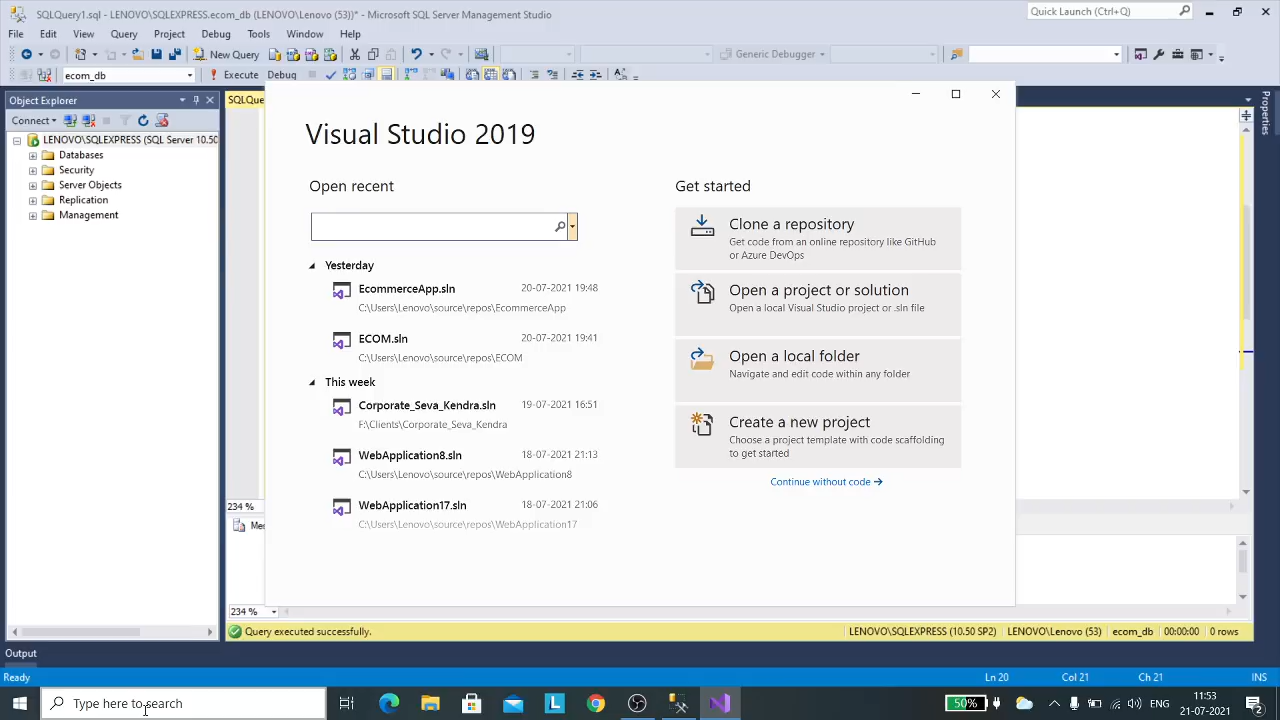 SQLQuery1.sql - LENOVO\SQLEXPRESS.ecom_db (LENOVO\Lenovo (53))* - Microsoft SQL Server Management Studio
Quick Launch (Ctrl+Q)
File Edit View Query Project Debug Tools Window Help
New Query
Generic Debugger
ecom_db
Execute Debug
Object Explorer
SQLQue
Properties
Connect
LENOVO\SQLEXPRESS (SQL Server 10.50
Databases
Security
Server Objects
Replication
Management
Visual Studio 2019
Open recent
Yesterday
EcommerceApp.sln 20-07-2021 19:48
C:\Users\Lenovo\source\repos\EcommerceApp
ECOM.sln 20-07-2021 19:41
C:\Users\Lenovo\source\repos\ECOM
This week
Corporate_Seva_Kendra.sln 19-07-2021 16:51
F:\Clients\Corporate_Seva_Kendra
WebApplication8.sln 18-07-2021 21:13
C:\Users\Lenovo\source\repos\WebApplication8
WebApplication17.sln 18-07-2021 21:06
C:\Users\Lenovo\source\repos\WebApplication17
Get started
Clone a repository
Get code from an online repository like GitHub
or Azure DevOps
Open a project or solution
Open a local Visual Studio project or .sln file
Open a local folder
Navigate and edit code within any folder
Create a new project
Choose a project template with code scaffolding
to get started
Continue without code
234 %
Mes
234 %
Query executed successfully.
LENOVO\SQLEXPRESS (10.50 SP2) LENOVO\Lenovo (53) ecom_db 00:00:00 0 rows
Output
Ready Ln 20 Col 21 Ch 21 INS
Type here to search
50%
ENG
11:53
21-07-2021
2